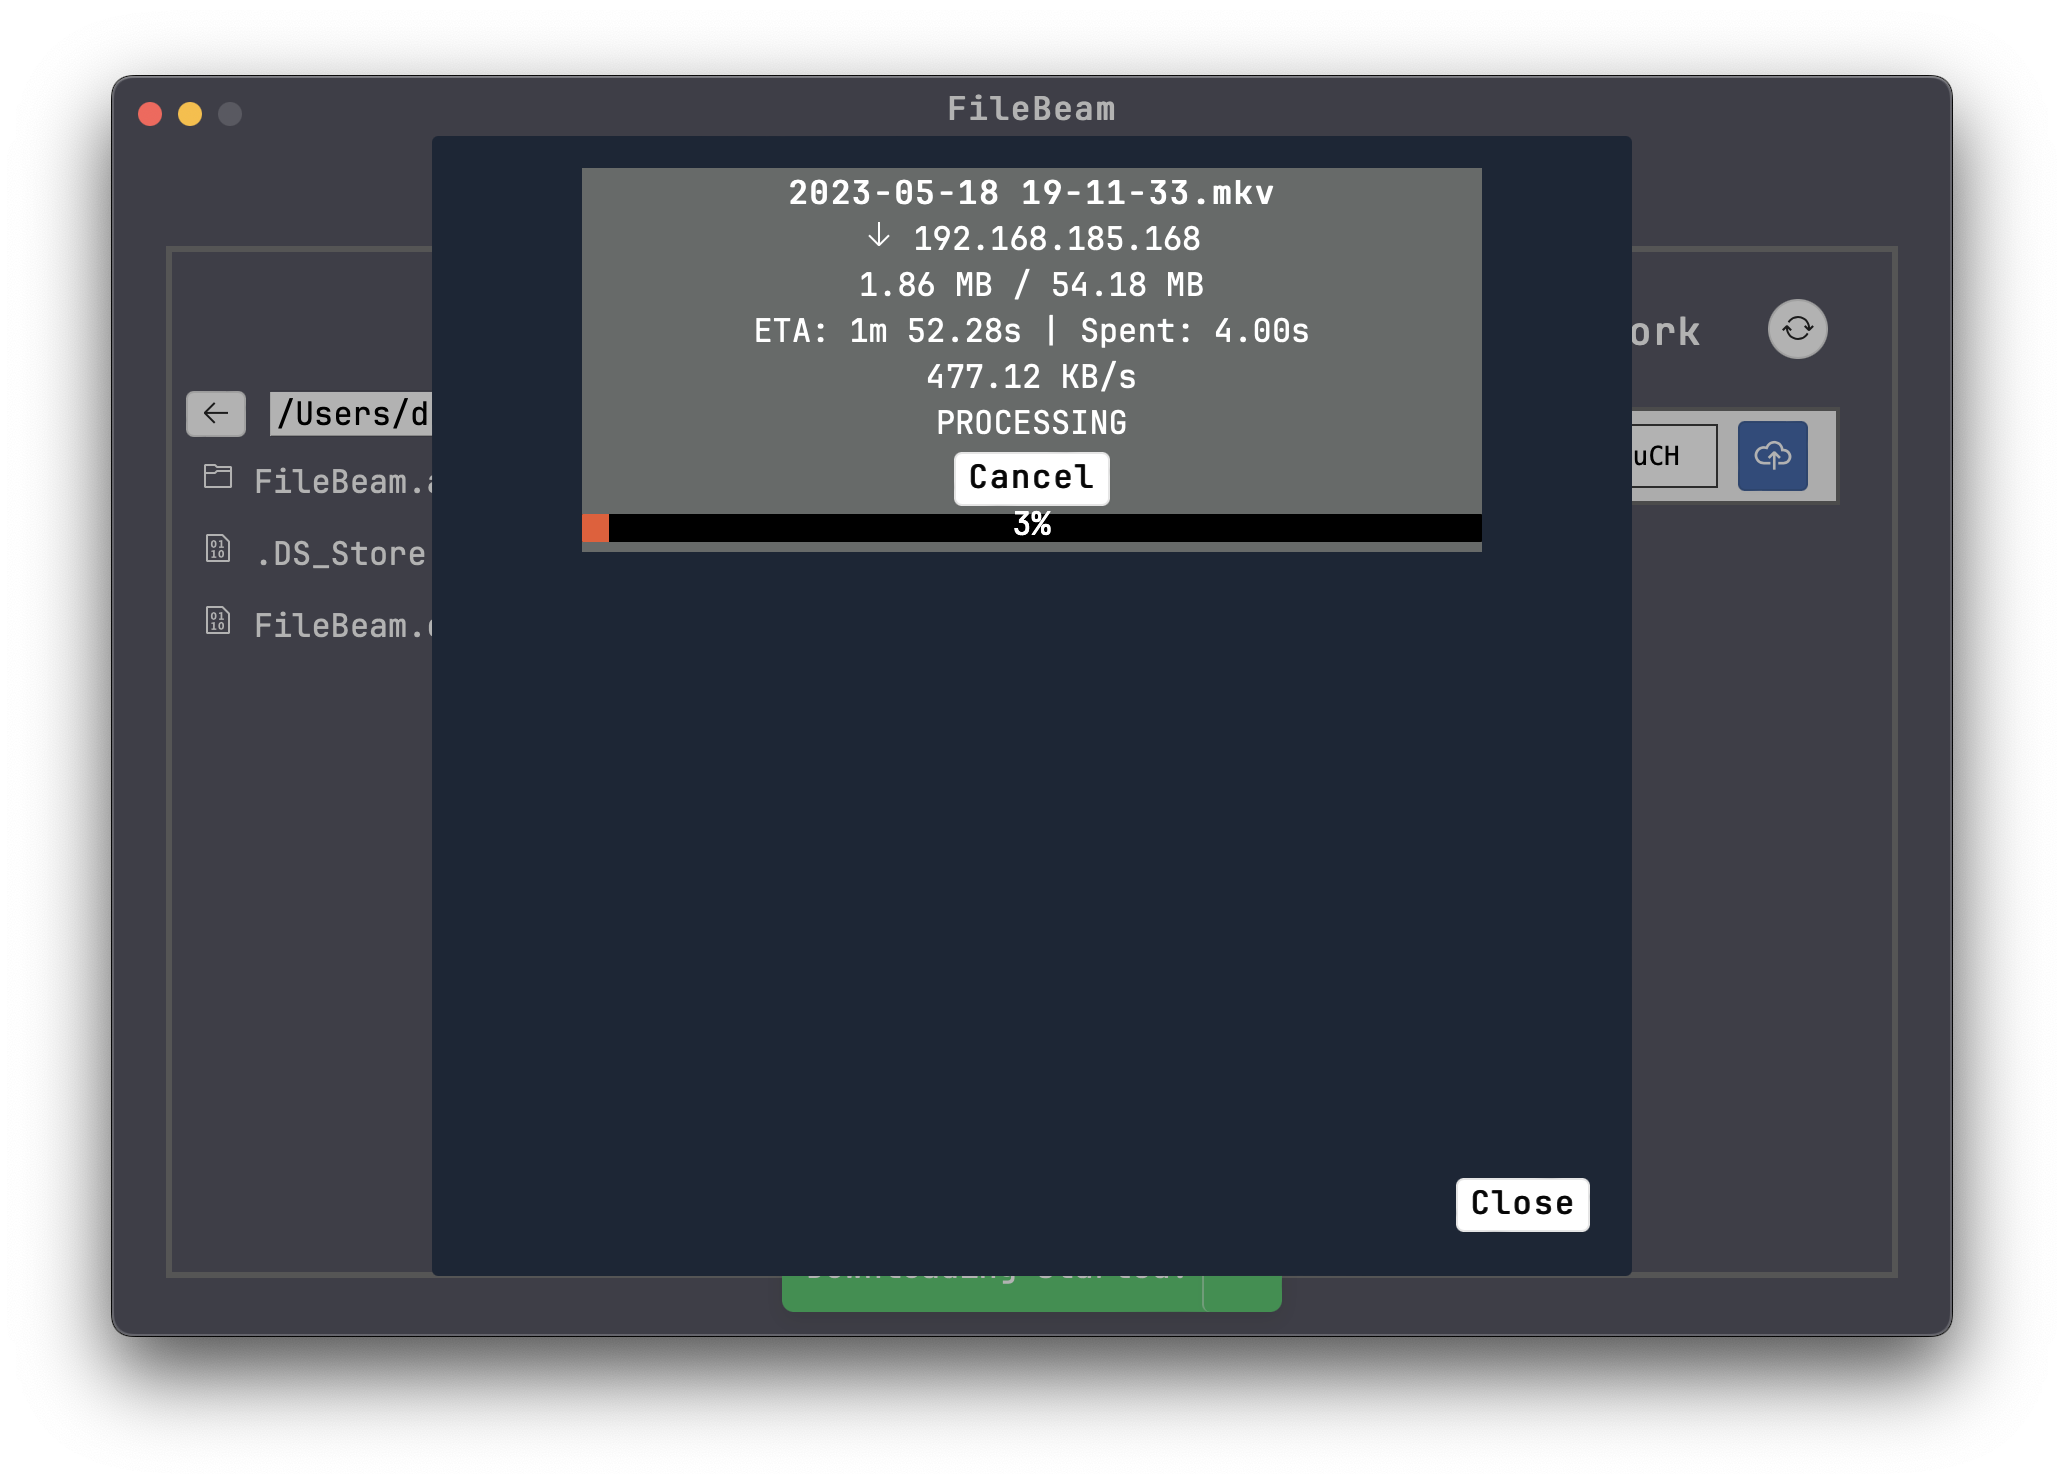 FileBeam
2023-05-18 19-11-33.mkv
↓ 192.168.185.168
1.86 MB / 54.18 MB
ETA: 1m 52.28s | Spent: 4.00s
477.12 KB/s
PROCESSING
Cancel
3%
ork
/Users/d
uCH
FileBeam.
.DS_Store
FileBeam.
Close